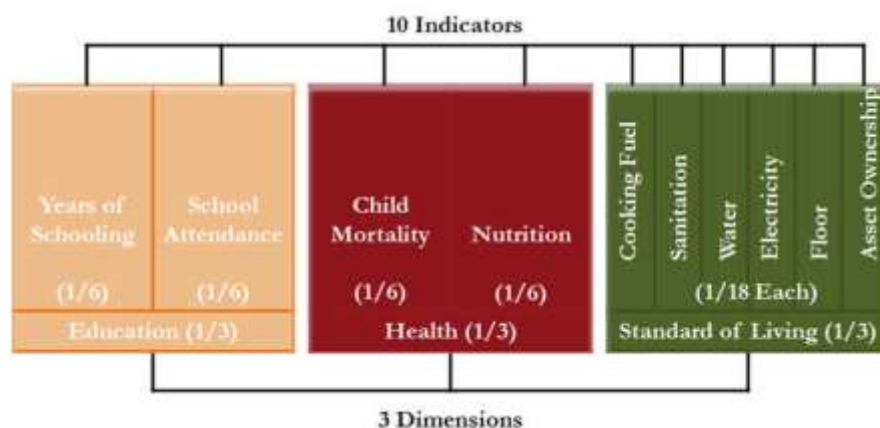 10 Indicators
Years of
Schooling
(1/6)
School
Attendance
(1/6)
Education (1/3)
Child
Mortality
(1/6)
Nutrition
(1/6)
Health (1/3)
Cooking Fuel
Sanitation
Water
Electricity
Floor
Asset Ownership
(1/18 Each)
Standard of Living (1/3)
3 Dimensions